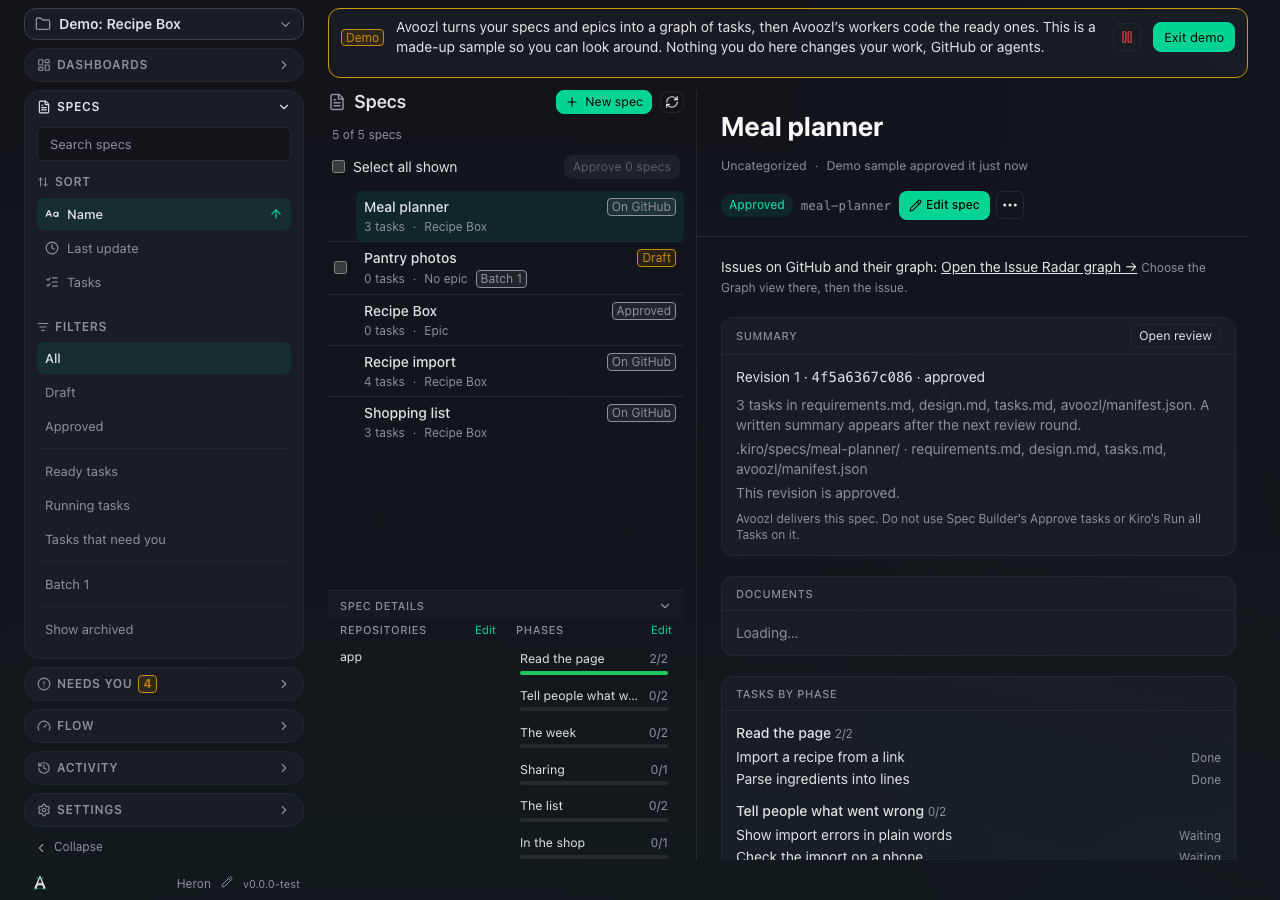 Demo: Recipe Box
DASHBOARDS
SPECS
Search specs
SORT
Name
Last update
Tasks
FILTERS
All
Draft
Approved
Ready tasks
Running tasks
Tasks that need you
Batch 1
Show archived
NEEDS YOU 4
FLOW
ACTIVITY
SETTINGS
Collapse
Heron v0.0.0-test
Demo
Avoozl turns your specs and epics into a graph of tasks, then Avoozl's workers code the ready ones. This is a
made-up sample so you can look around. Nothing you do here changes your work, GitHub or agents.
Exit demo
Specs
New spec
5 of 5 specs
Select all shown
Approve 0 specs
Meal planner On GitHub
3 tasks · Recipe Box
Pantry photos Draft
0 tasks · No epic Batch 1
Recipe Box Approved
0 tasks · Epic
Recipe import On GitHub
4 tasks · Recipe Box
Shopping list On GitHub
3 tasks · Recipe Box
SPEC DETAILS
REPOSITORIES Edit
app
PHASES Edit
Read the page 2/2
Tell people what w... 0/2
The week 0/2
Sharing 0/1
The list 0/2
In the shop 0/1
Meal planner
Uncategorized · Demo sample approved it just now
Approved meal-planner Edit spec
Issues on GitHub and their graph: Open the Issue Radar graph → Choose the
Graph view there, then the issue.
SUMMARY
Open review
Revision 1 · 4f5a6367c086 · approved
3 tasks in requirements.md, design.md, tasks.md, avoozl/manifest.json. A
written summary appears after the next review round.
.kiro/specs/meal-planner/ · requirements.md, design.md, tasks.md,
avoozl/manifest.json
This revision is approved.
Avoozl delivers this spec. Do not use Spec Builder's Approve tasks or Kiro's Run all
Tasks on it.
DOCUMENTS
Loading...
TASKS BY PHASE
Read the page 2/2
Import a recipe from a link Done
Parse ingredients into lines Done
Tell people what went wrong 0/2
Show import errors in plain words Waiting
Check the import on a phone Waiting